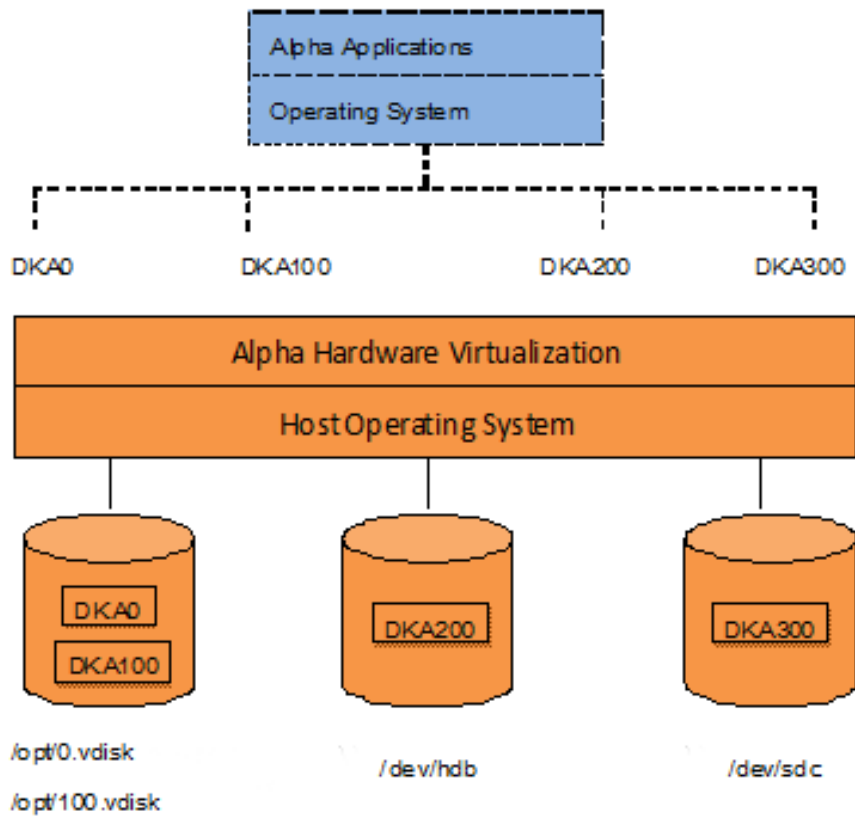 Alpha Applications
Operating System
DKA0 DKA100 DKA200 DKA300
Alpha Hardware Virtualization
Host Operating System
DKA0
DKA100
DKA200
DKA300
/opt/0.vdisk
/opt/100.vdisk
/dev/hdb
/dev/sdc